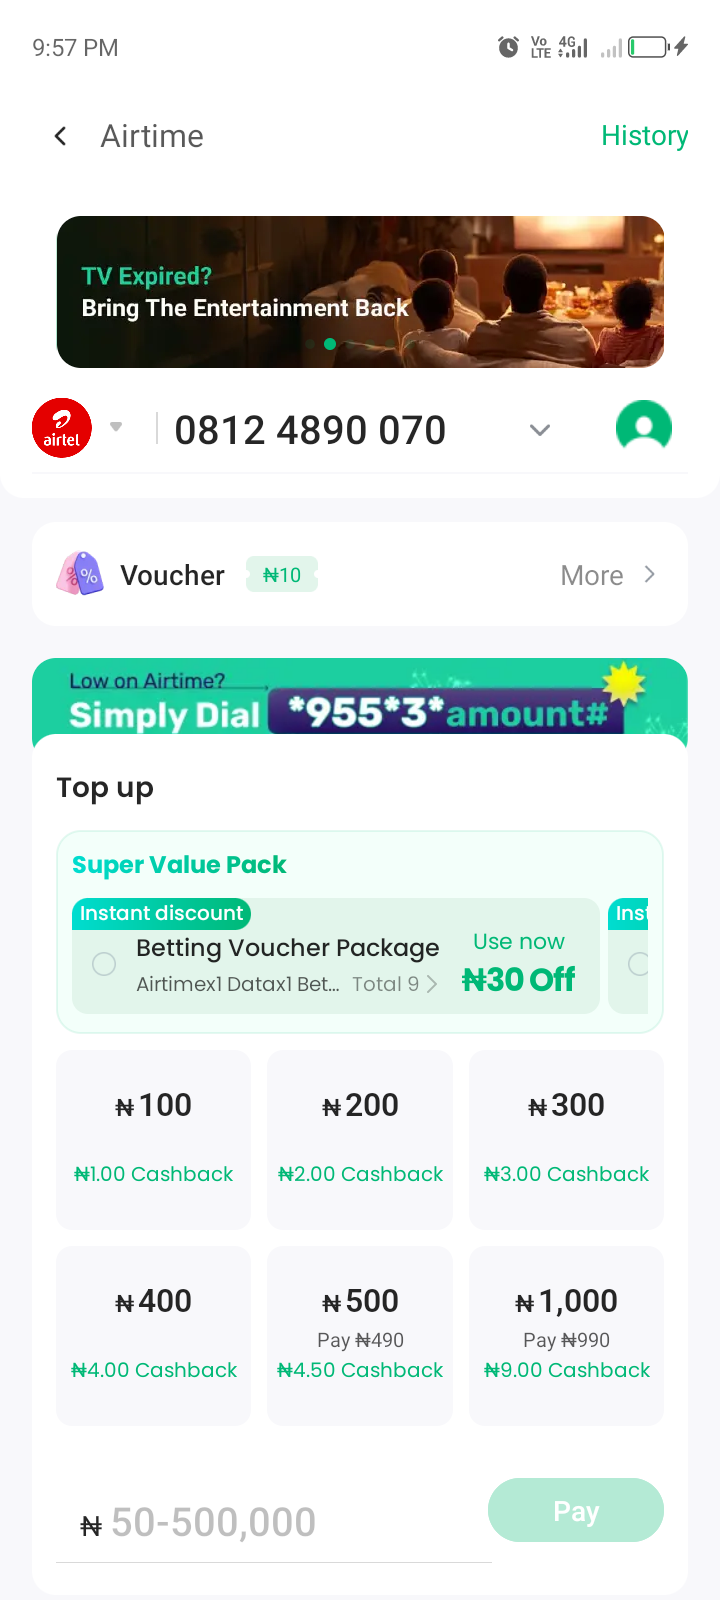 9:57 PM
Vo LTE 4G
Airtime
History
TV Expired?
Bring The Entertainment Back
airtel
0812 4890 070
Voucher
₦10
More
Low on Airtime?
Simply Dial *955*3*amount#
Top up
Super Value Pack
Instant discount
Inst
Betting Voucher Package
Use now
Airtimex1 Datax1 Bet...
Total 9
₦30 Off
₦100
₦200
₦300
₦1.00 Cashback
₦2.00 Cashback
₦3.00 Cashback
₦400
₦500
₦1,000
Pay ₦490
Pay ₦990
₦4.00 Cashback
₦4.50 Cashback
₦9.00 Cashback
₦ 50-500,000
Pay